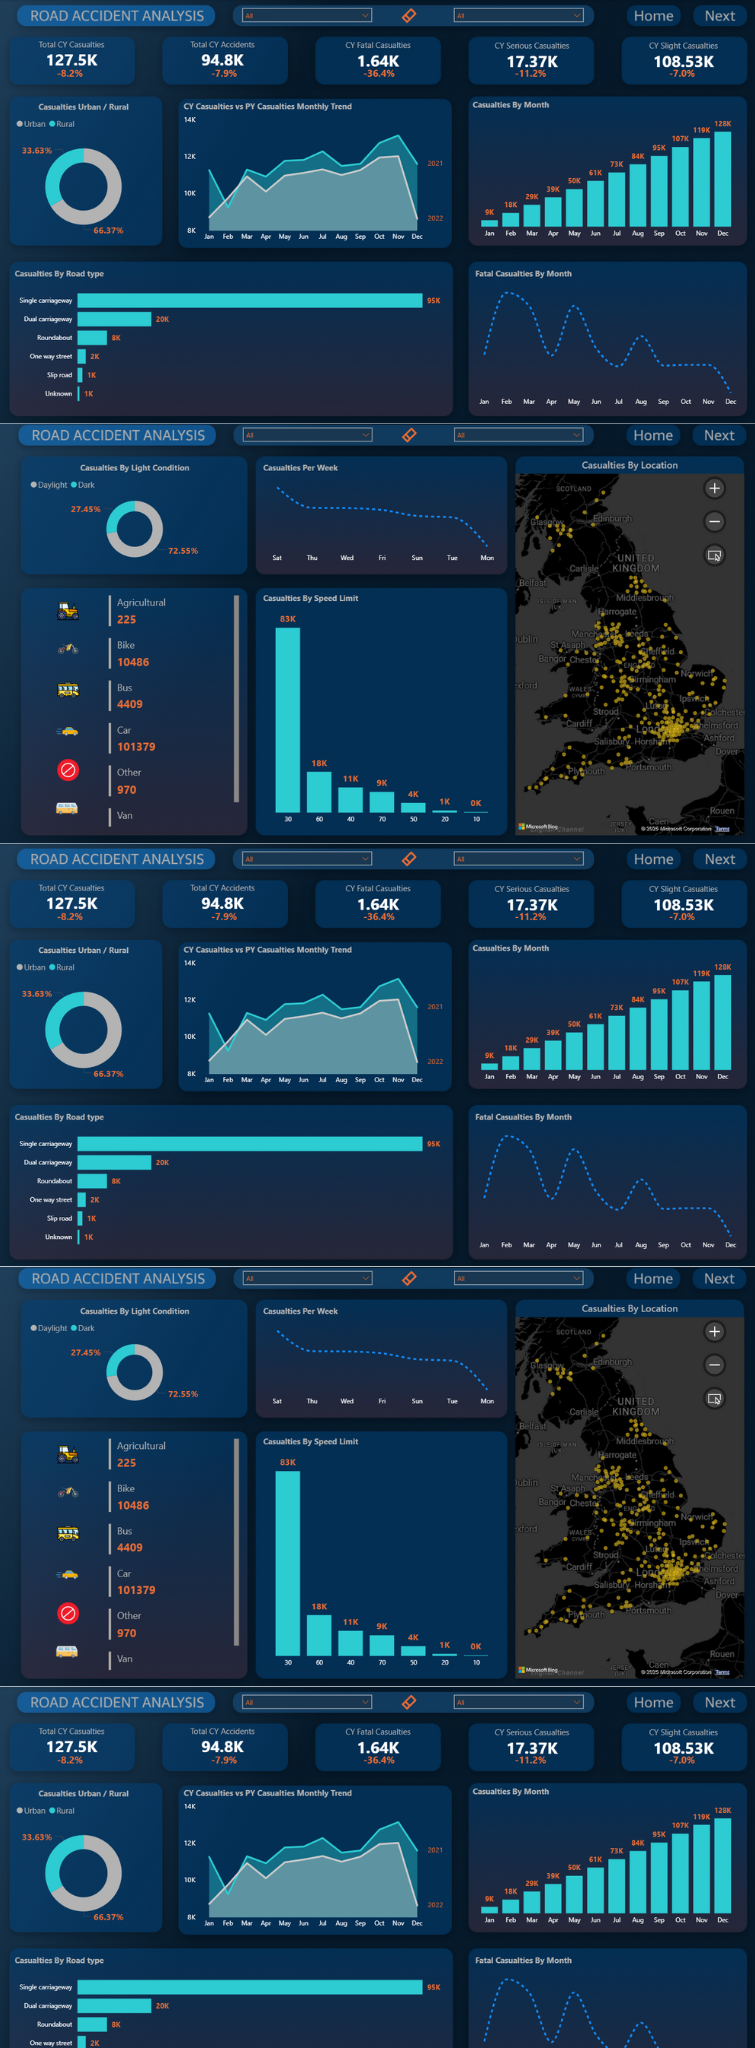 ROAD ACCIDENT ANALYSIS
All
All
Home
Next
Total CY Casualties
127.5K
-8.2%
Total CY Accidents
94.8K
-7.9%
CY Fatal Casualties
1.64K
-36.4%
CY Serious Casualties
17.37K
-11.2%
CY Slight Casualties
108.53K
-7.0%
Casualties Urban / Rural
Urban Rural
33.63%
66.37%
CY Casualties vs PY Casualties Monthly Trend
14K
12K
10K
8K
2021
2022
Jan Feb Mar Apr May Jun Jul Aug Sep Oct Nov Dec
Casualties By Month
9K 18K 29K 39K 50K 61K 73K 84K 95K 107K 119K 128K
Jan Feb Mar Apr May Jun Jul Aug Sep Oct Nov Dec
Casualties By Road type
Single carriageway 95K
Dual carriageway 20K
Roundabout 8K
One way street 2K
Slip road 1K
Unknown 1K
Fatal Casualties By Month
Jan Feb Mar Apr May Jun Jul Aug Sep Oct Nov Dec
ROAD ACCIDENT ANALYSIS
All
All
Home
Next
Casualties By Light Condition
Daylight Dark
27.45%
72.55%
Casualties Per Week
Sat Thu Wed Fri Sun Tue Mon
Agricultural
225
Bike
10486
Bus
4409
Car
101379
Other
970
Van
Casualties By Speed Limit
83K 18K 11K 9K 4K 1K 0K
30 60 40 70 50 20 10
Casualties By Location
SCOTLAND
Glasgow Edinburgh
UNITED
KINGDOM
Carlisle
Belfast
ISLE OF MAN
Middlesbrough
Harrogate
Manch Leeds
St Asaph Sheffield
Bangor Chester
Norwich
Birmingham
WALES
Ipswich
Stroud
Colcheste
Cardiff
London
helmsford
Salisbury Horsham Ashford
Dover
Plymouth Portsmouth
Rouen
Caen
Microsoft Bing
© 2025 Microsoft Corporation Terms
ROAD ACCIDENT ANALYSIS
All
All
Home
Next
Total CY Casualties
127.5K
-8.2%
Total CY Accidents
94.8K
-7.9%
CY Fatal Casualties
1.64K
-36.4%
CY Serious Casualties
17.37K
-11.2%
CY Slight Casualties
108.53K
-7.0%
Casualties Urban / Rural
Urban Rural
33.63%
66.37%
CY Casualties vs PY Casualties Monthly Trend
14K
12K
10K
8K
2021
2022
Jan Feb Mar Apr May Jun Jul Aug Sep Oct Nov Dec
Casualties By Month
9K 18K 29K 39K 50K 61K 73K 84K 95K 107K 119K 128K
Jan Feb Mar Apr May Jun Jul Aug Sep Oct Nov Dec
Casualties By Road type
Single carriageway 95K
Dual carriageway 20K
Roundabout 8K
One way street 2K
Slip road 1K
Unknown 1K
Fatal Casualties By Month
Jan Feb Mar Apr May Jun Jul Aug Sep Oct Nov Dec
ROAD ACCIDENT ANALYSIS
All
All
Home
Next
Casualties By Light Condition
Daylight Dark
27.45%
72.55%
Casualties Per Week
Sat Thu Wed Fri Sun Tue Mon
Agricultural
225
Bike
10486
Bus
4409
Car
101379
Other
970
Van
Casualties By Speed Limit
83K 18K 11K 9K 4K 1K 0K
30 60 40 70 50 20 10
Casualties By Location
SCOTLAND
Glasgow Edinburgh
UNITED
KINGDOM
Carlisle
Belfast
ISLE OF MAN
Middlesbrough
Harrogate
Manch Leeds
St Asaph Sheffield
Bangor Chester
Norwich
Birmingham
WALES
Ipswich
Stroud
Colcheste
Cardiff
London
helmsford
Salisbury Horsham Ashford
Dover
Plymouth Portsmouth
Rouen
Caen
Microsoft Bing
© 2025 Microsoft Corporation Terms
ROAD ACCIDENT ANALYSIS
All
All
Home
Next
Total CY Casualties
127.5K
-8.2%
Total CY Accidents
94.8K
-7.9%
CY Fatal Casualties
1.64K
-36.4%
CY Serious Casualties
17.37K
-11.2%
CY Slight Casualties
108.53K
-7.0%
Casualties Urban / Rural
Urban Rural
33.63%
66.37%
CY Casualties vs PY Casualties Monthly Trend
14K
12K
10K
8K
2021
2022
Jan Feb Mar Apr May Jun Jul Aug Sep Oct Nov Dec
Casualties By Month
9K 18K 29K 39K 50K 61K 73K 84K 95K 107K 119K 128K
Jan Feb Mar Apr May Jun Jul Aug Sep Oct Nov Dec
Casualties By Road type
Single carriageway 95K
Dual carriageway 20K
Roundabout 8K
One way street 2K
Fatal Casualties By Month